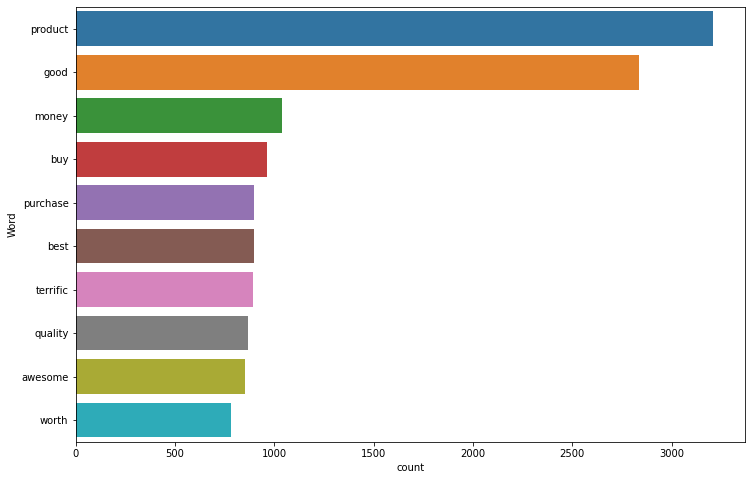 product
good
money
buy
purchase
best
terrific
quality
awesome
worth
Word
0 500 1000 1500 2000 2500 3000
count